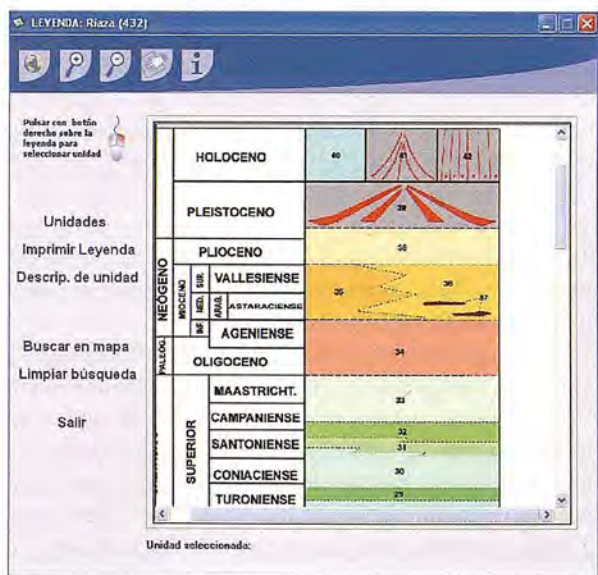 LEYENDA: Riaza (432)
Pulsar con botón
derecho sobre la
leyenda para
seleccionar unidad
Unidades
Imprimir Leyenda
Descrip. de unidad
Buscar en mapa
Limpiar búsqueda
Salir
HOLOCENO
40
41
42
PLEISTOCENO
39
NEÓGENO
PLIOCENO
38
MIOCENO
SUR.
VALLESIENSE
MED.
ARAG.
ASTARACIENSE
35
36
37
INF.
AGENIENSE
PALEÓG.
OLIGOCENO
34
SUPERIOR
MAASTRICHT.
33
CAMPANIENSE
32
SANTONIENSE
31
CONIACIENSE
30
TURONIENSE
29
Unidad seleccionada: